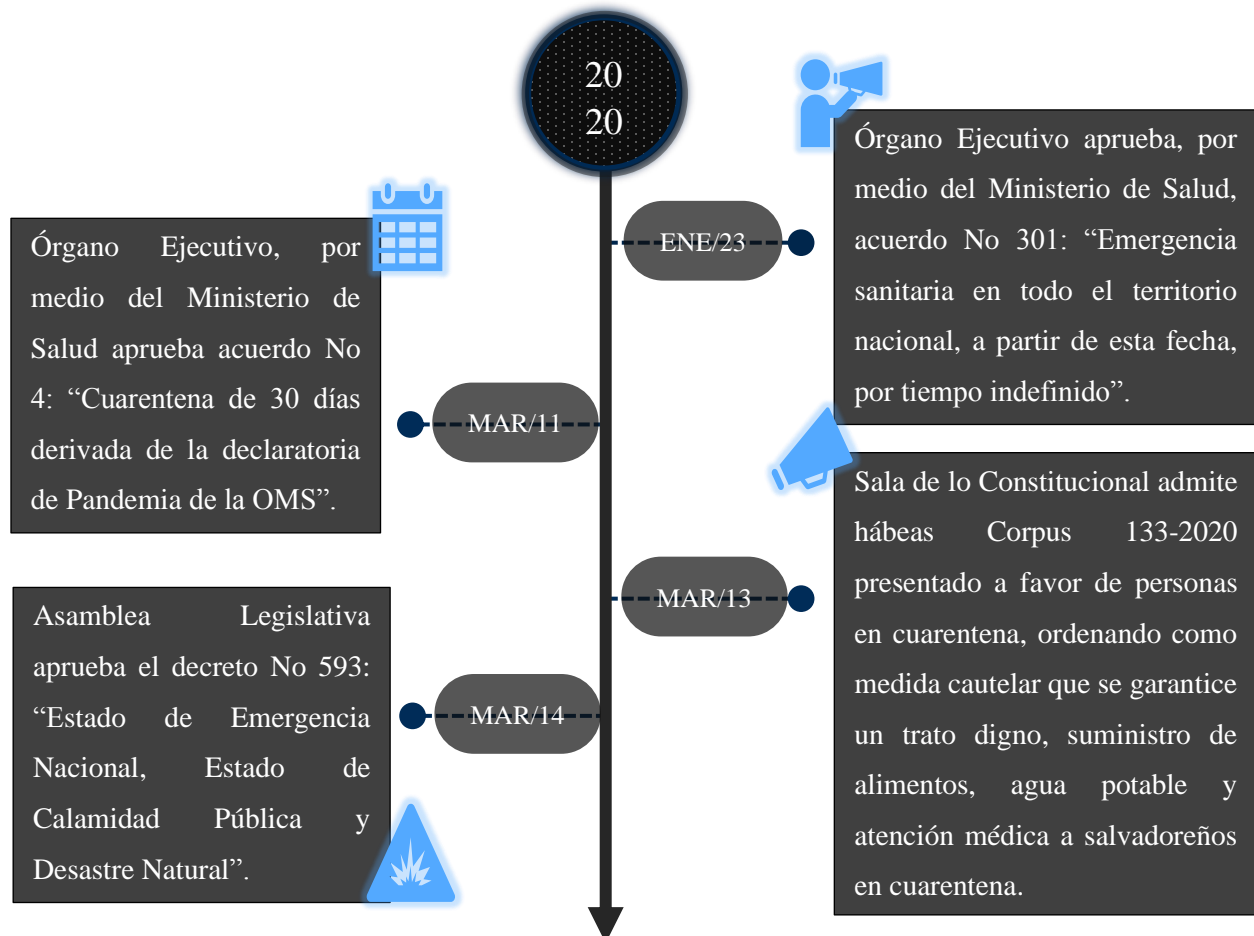 20
20
ENE/23
Órgano Ejecutivo aprueba, por
medio del Ministerio de Salud,
acuerdo No 301: “Emergencia
sanitaria en todo el territorio
nacional, a partir de esta fecha,
por tiempo indefinido”.
MAR/11
Órgano Ejecutivo, por
medio del Ministerio de
Salud aprueba acuerdo No
4: “Cuarentena de 30 días
derivada de la declaratoria
de Pandemia de la OMS”.
MAR/13
Sala de lo Constitucional admite
hábeas Corpus 133-2020
presentado a favor de personas
en cuarentena, ordenando como
medida cautelar que se garantice
un trato digno, suministro de
alimentos, agua potable y
atención médica a salvadoreños
en cuarentena.
MAR/14
Asamblea Legislativa
aprueba el decreto No 593:
“Estado de Emergencia
Nacional, Estado de
Calamidad Pública y
Desastre Natural”.